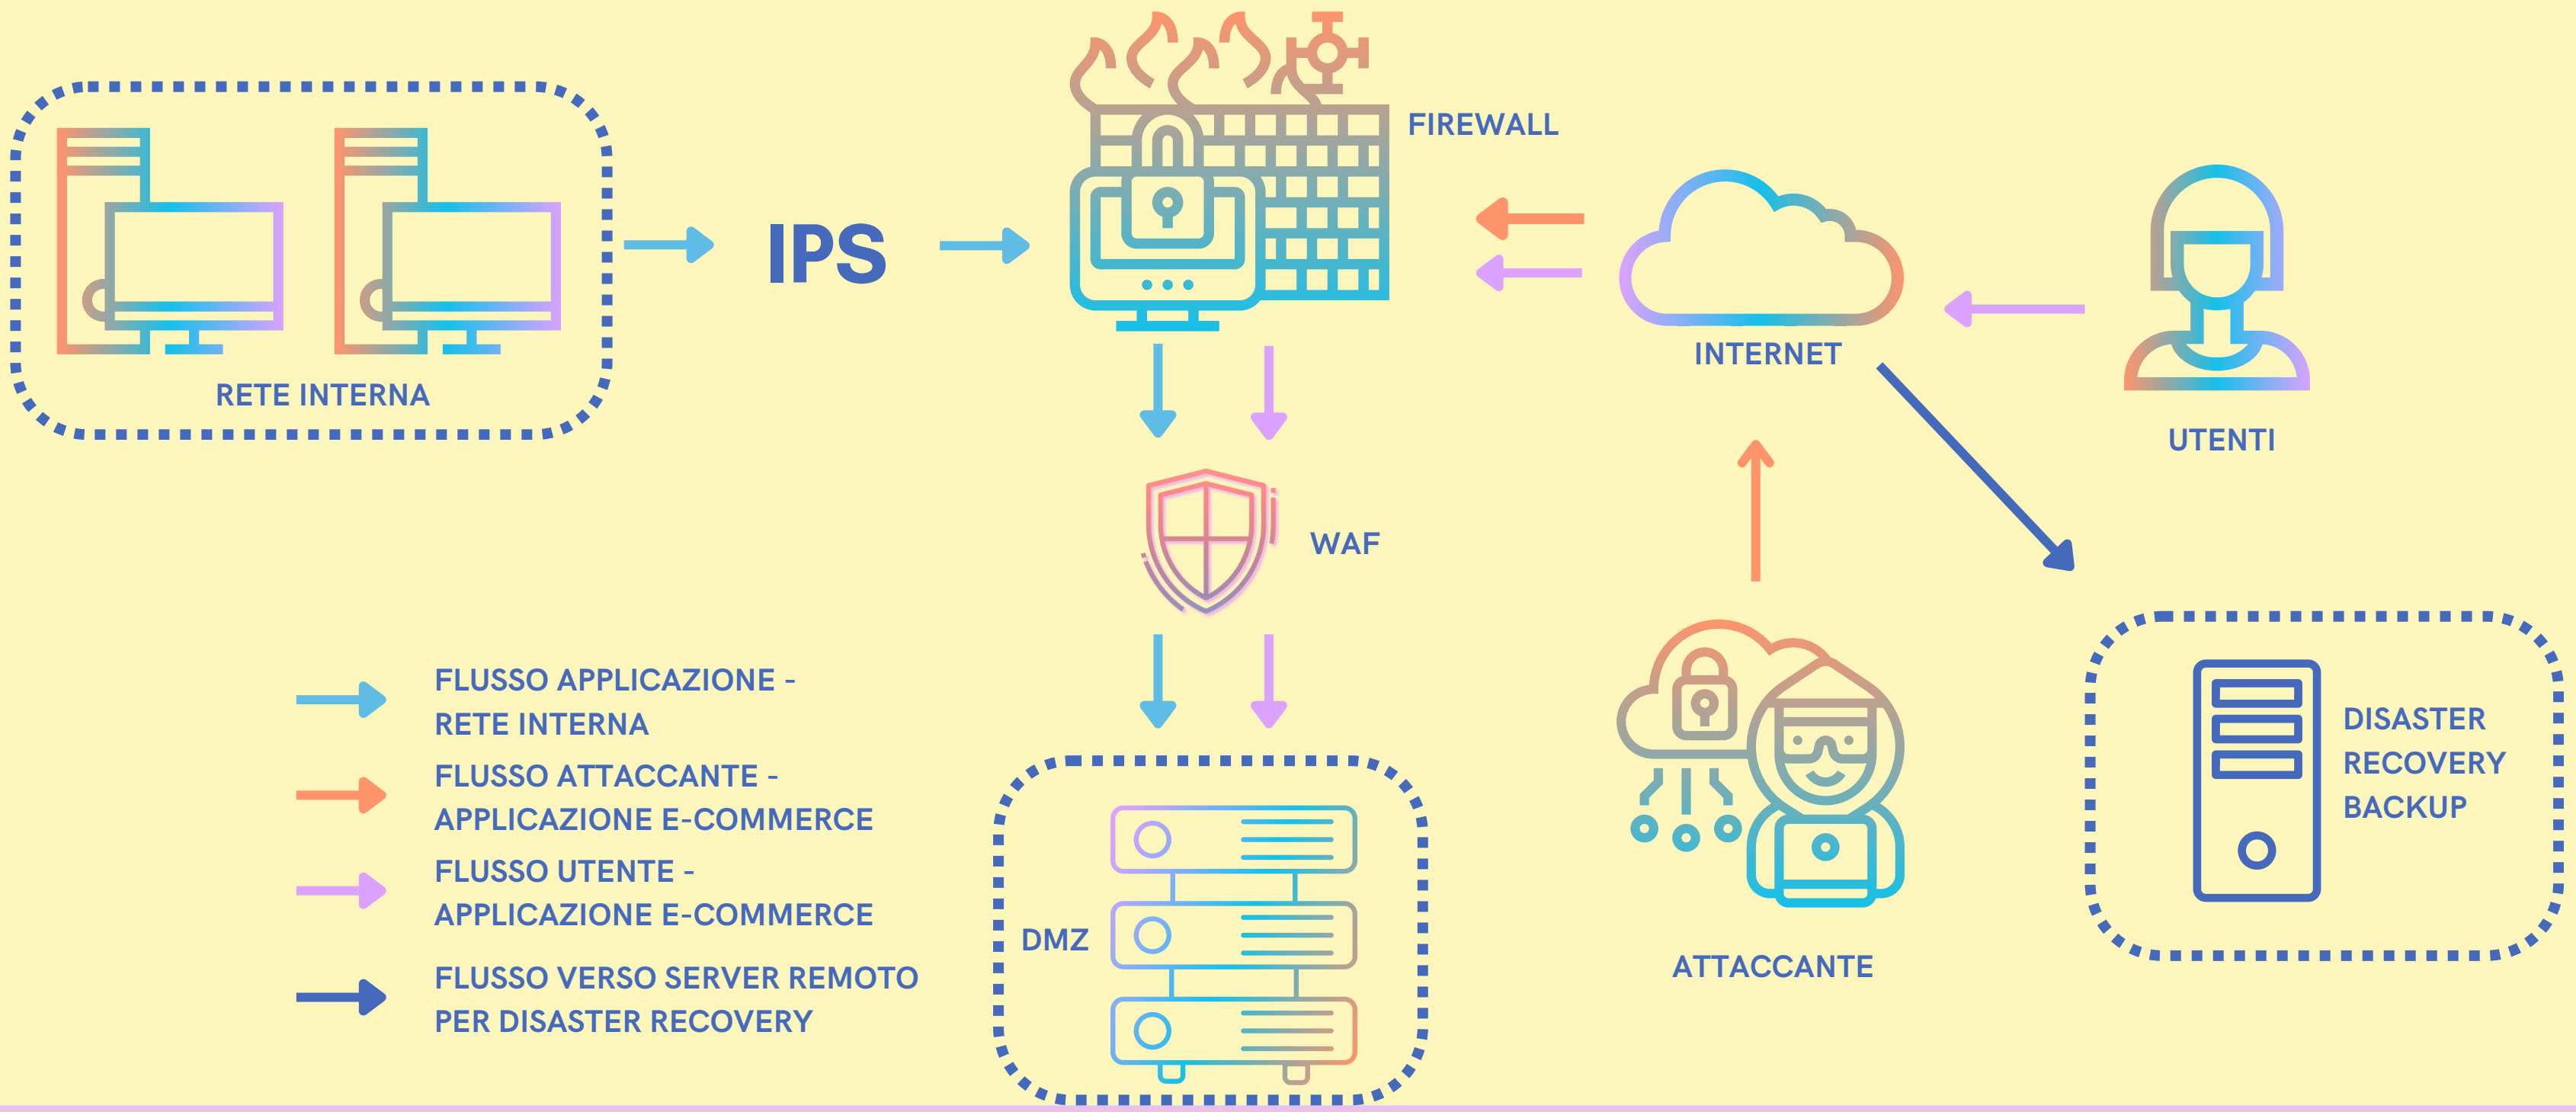 FIREWALL
IPS
RETE INTERNA
INTERNET
UTENTI
WAF
FLUSSO APPLICAZIONE -
RETE INTERNA
FLUSSO ATTACCANTE -
APPLICAZIONE E-COMMERCE
FLUSSO UTENTE -
APPLICAZIONE E-COMMERCE
FLUSSO VERSO SERVER REMOTO
PER DISASTER RECOVERY
DMZ
ATTACCANTE
DISASTER
RECOVERY
BACKUP